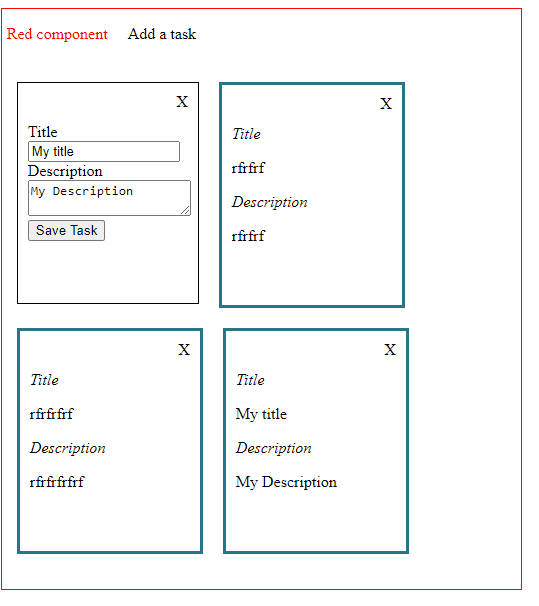 Red component Add a task
X
Title
My title
Description
My Description
Save Task
X
Title
rfrfrf
Description
rfrfrf
X
Title
rfrfrfrf
Description
rfrfrfrfrf
X
Title
My title
Description
My Description